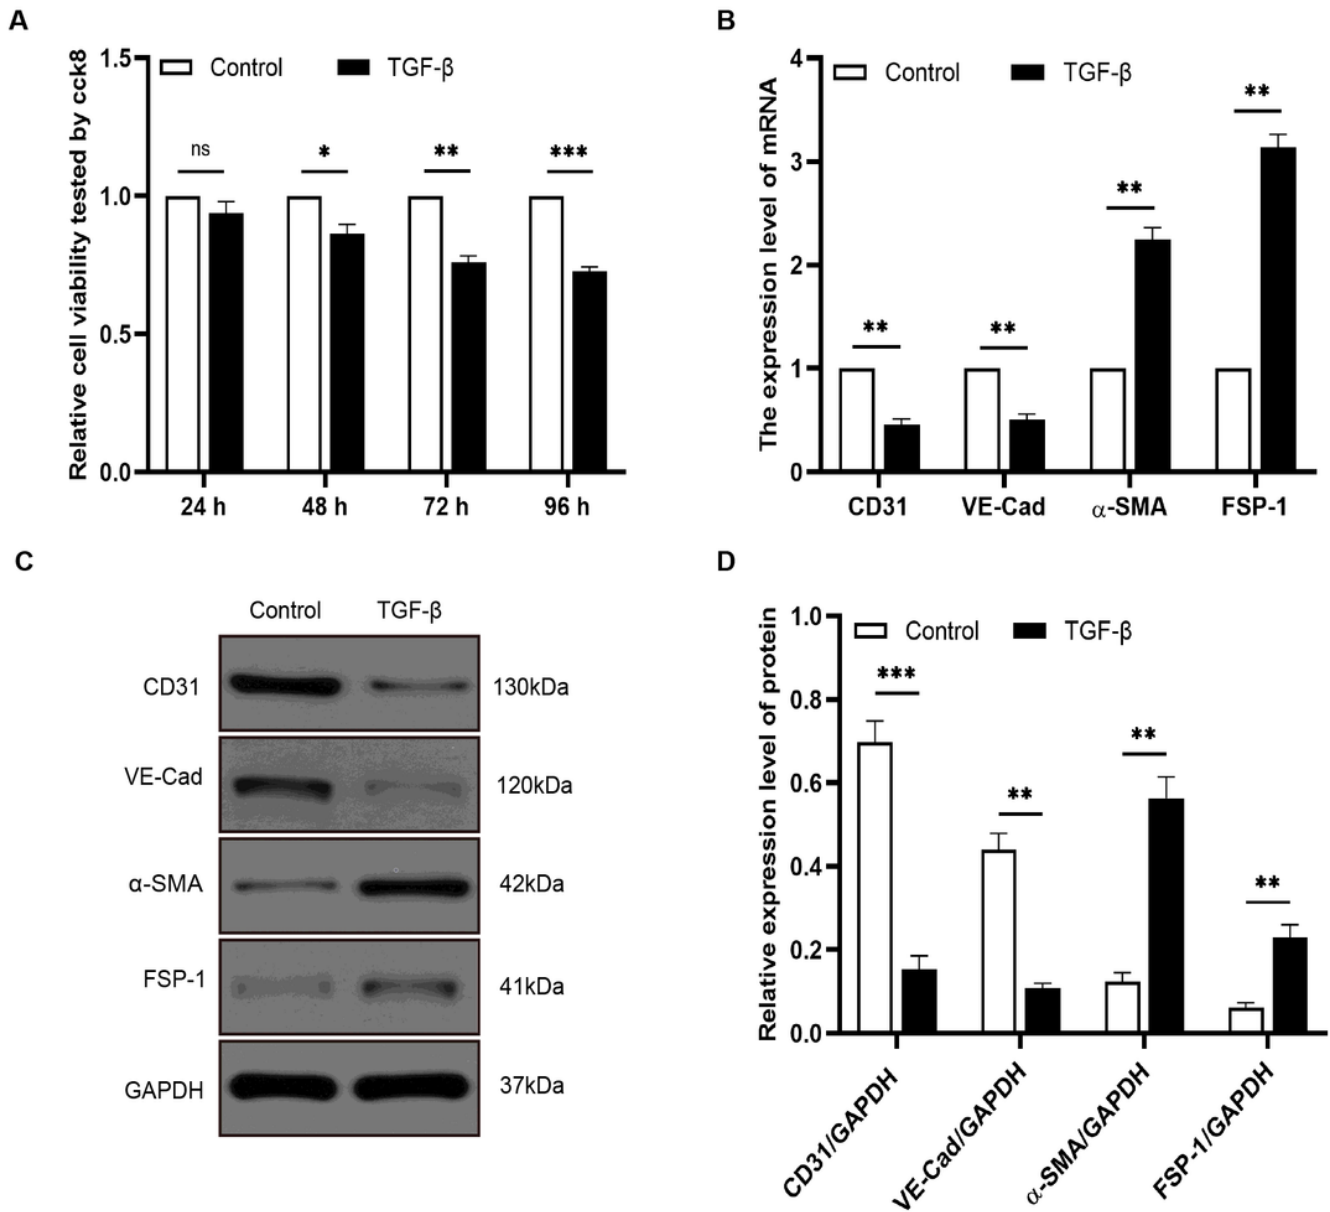 A
Relative cell viability tested by cck8
1.5
1.0
0.5
0.0
Control TGF-β
ns * ** ***
24 h 48 h 72 h 96 h
B
The expression level of mRNA
4
3
2
1
0
Control TGF-β
** ** ** **
CD31 VE-Cad α-SMA FSP-1
C
Control TGF-β
CD31 130kDa
VE-Cad 120kDa
α-SMA 42kDa
FSP-1 41kDa
GAPDH 37kDa
D
Relative expression level of protein
1.0
0.8
0.6
0.4
0.2
0.0
Control TGF-β
*** ** ** **
CD31/GAPDH
VE-Cad/GAPDH
α-SMA/GAPDH
FSP-1/GAPDH